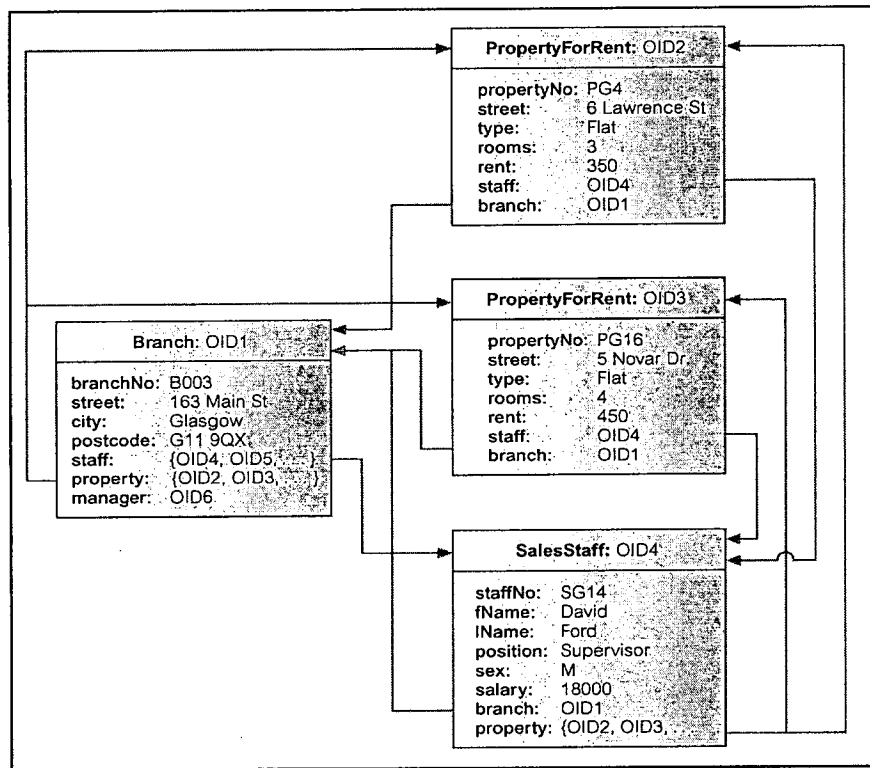 PropertyForRent: OID2
propertyNo: PG4
street: 6 Lawrence St
type: Flat
rooms: 3
rent: 350
staff: OID4
branch: OID1
PropertyForRent: OID3
propertyNo: PG16
street: 5 Novar Dr
type: Flat
rooms: 4
rent: 450
staff: OID4
branch: OID1
Branch: OID1
branchNo: B003
street: 163 Main St
city: Glasgow
postcode: G11 9QX
staff: {OID4, OID5, . . . }
property: {OID2, OID3, . . . }
manager: OID6
SalesStaff: OID4
staffNo: SG14
fName: David
lName: Ford
position: Supervisor
sex: M
salary: 18000
branch: OID1
property: {OID2, OID3, . . .